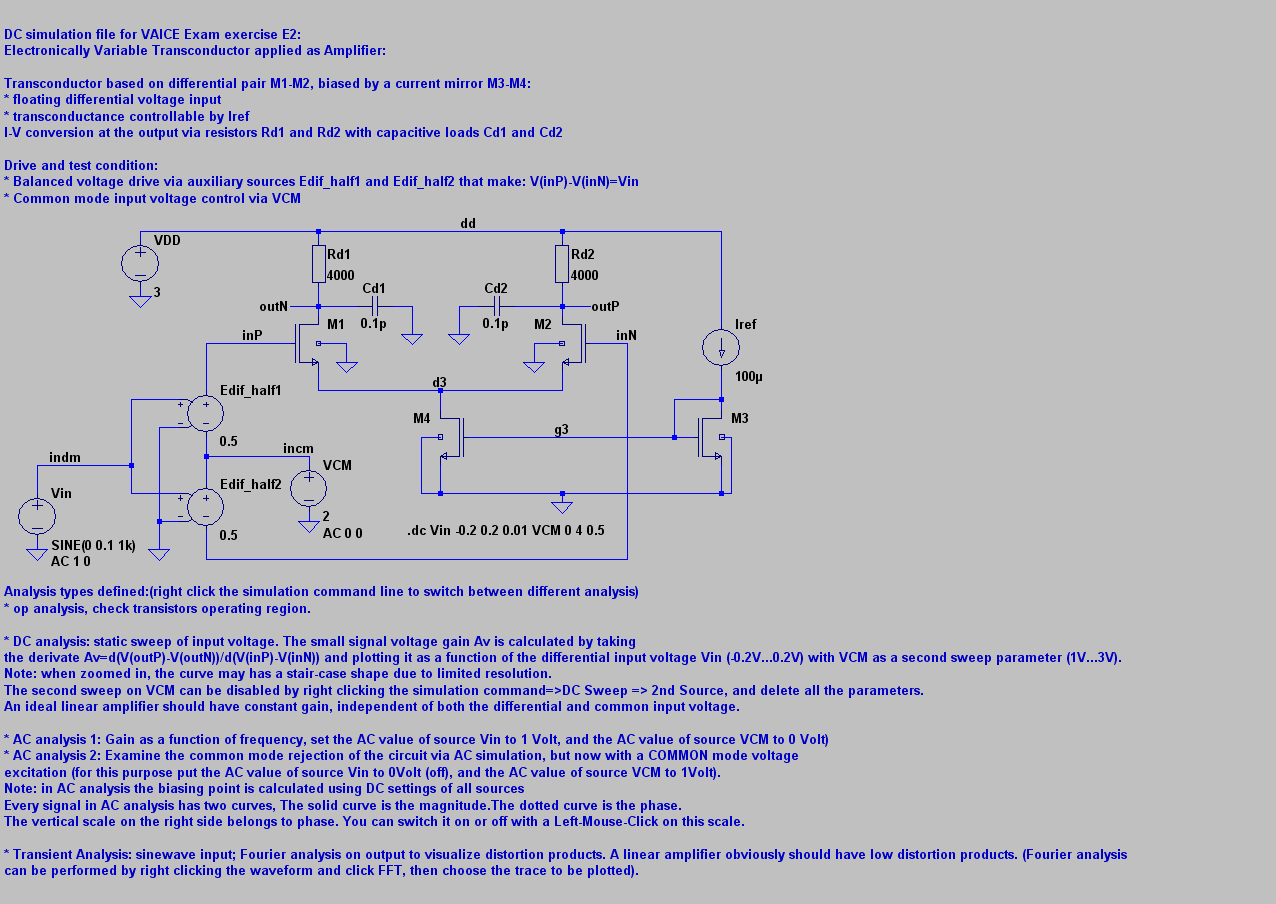 DC simulation file for VAICE Exam exercise E2:
Electronically Variable Transconductor applied as Amplifier:
Transconductor based on differential pair M1-M2, biased by a current mirror M3-M4:
* floating differential voltage input
* transconductance controllable by Iref
I-V conversion at the output via resistors Rd1 and Rd2 with capacitive loads Cd1 and Cd2
Drive and test condition:
* Balanced voltage drive via auxiliary sources Edif_half1 and Edif_half2 that make: V(inP)-V(inN)=Vin
* Common mode input voltage control via VCM
dd
VDD
3
Rd1
4000
Rd2
4000
Cd1
0.1p
Cd2
0.1p
outN
outP
inP
M1
M2
inN
Iref
100µ
d3
Edif_half1
0.5
M4
g3
M3
indm
incm
VCM
2
AC 0 0
Vin
SINE(0 0.1 1k)
AC 1 0
Edif_half2
0.5
.dc Vin -0.2 0.2 0.01 VCM 0 4 0.5
Analysis types defined:(right click the simulation command line to switch between different analysis)
* op analysis, check transistors operating region.
* DC analysis: static sweep of input voltage. The small signal voltage gain Av is calculated by taking
the derivate Av=d(V(outP)-V(outN))/d(V(inP)-V(inN)) and plotting it as a function of the differential input voltage Vin (-0.2V...0.2V) with VCM as a second sweep parameter (1V...3V).
Note: when zoomed in, the curve may has a stair-case shape due to limited resolution.
The second sweep on VCM can be disabled by right clicking the simulation command=>DC Sweep => 2nd Source, and delete all the parameters.
An ideal linear amplifier should have constant gain, independent of both the differential and common input voltage.
* AC analysis 1: Gain as a function of frequency, set the AC value of source Vin to 1 Volt, and the AC value of source VCM to 0 Volt)
* AC analysis 2: Examine the common mode rejection of the circuit via AC simulation, but now with a COMMON mode voltage
excitation (for this purpose put the AC value of source Vin to 0Volt (off), and the AC value of source VCM to 1Volt).
Note: in AC analysis the biasing point is calculated using DC settings of all sources
Every signal in AC analysis has two curves, The solid curve is the magnitude.The dotted curve is the phase.
The vertical scale on the right side belongs to phase. You can switch it on or off with a Left-Mouse-Click on this scale.
* Transient Analysis: sinewave input; Fourier analysis on output to visualize distortion products. A linear amplifier obviously should have low distortion products. (Fourier analysis
can be performed by right clicking the waveform and click FFT, then choose the trace to be plotted).